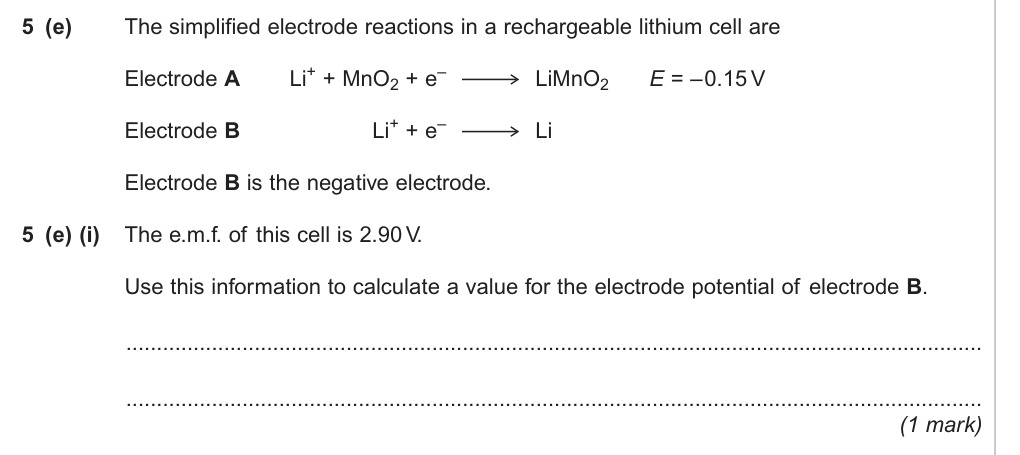 5 (e) The simplified electrode reactions in a rechargeable lithium cell are
Electrode A Li⁺ + MnO₂ + e⁻ ⟶ LiMnO₂ E = –0.15 V
Electrode B Li⁺ + e⁻ ⟶ Li
Electrode B is the negative electrode.
5 (e) (i) The e.m.f. of this cell is 2.90 V.
Use this information to calculate a value for the electrode potential of electrode B.
(1 mark)